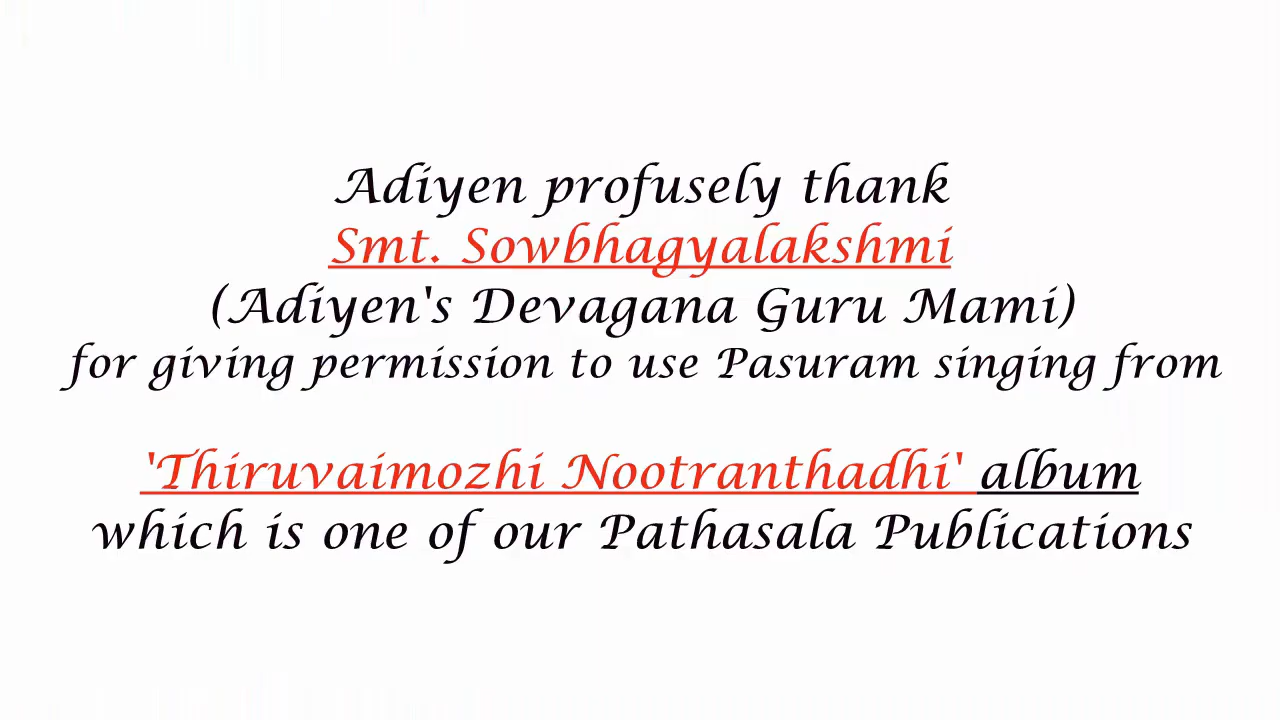 Adiyen profusely thank
Smt. Sowbhagyalakshmi
(Adiyen's Devagana Guru Mami)
for giving permission to use Pasuram singing from
'Thiruvaimozhi Nootranthadhi' album
which is one of our Pathasala Publications